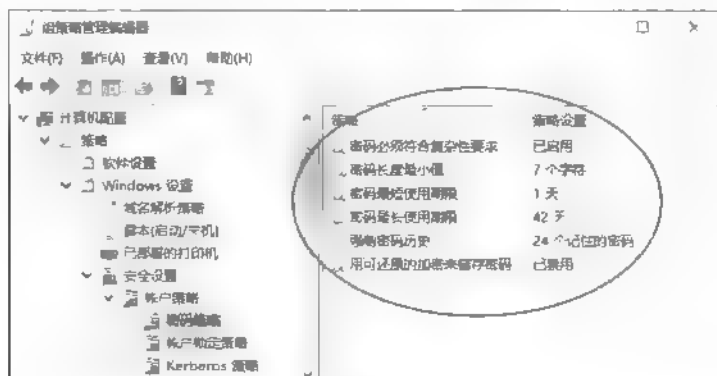 组策略管理编辑器
文件(F) 操作(A) 查看(V) 帮助(H)
计算机配置
策略
软件设置
Windows 设置
域名解析策略
脚本(启动/关机)
已部署的打印机
安全设置
帐户策略
密码策略
帐户锁定策略
Kerberos 策略
策略 策略设置
密码必须符合复杂性要求 已启用
密码长度最小值 7 个字符
密码最短使用期限 1 天
密码最长使用期限 42 天
强制密码历史 24 个记住的密码
用可还原的加密来储存密码 已禁用